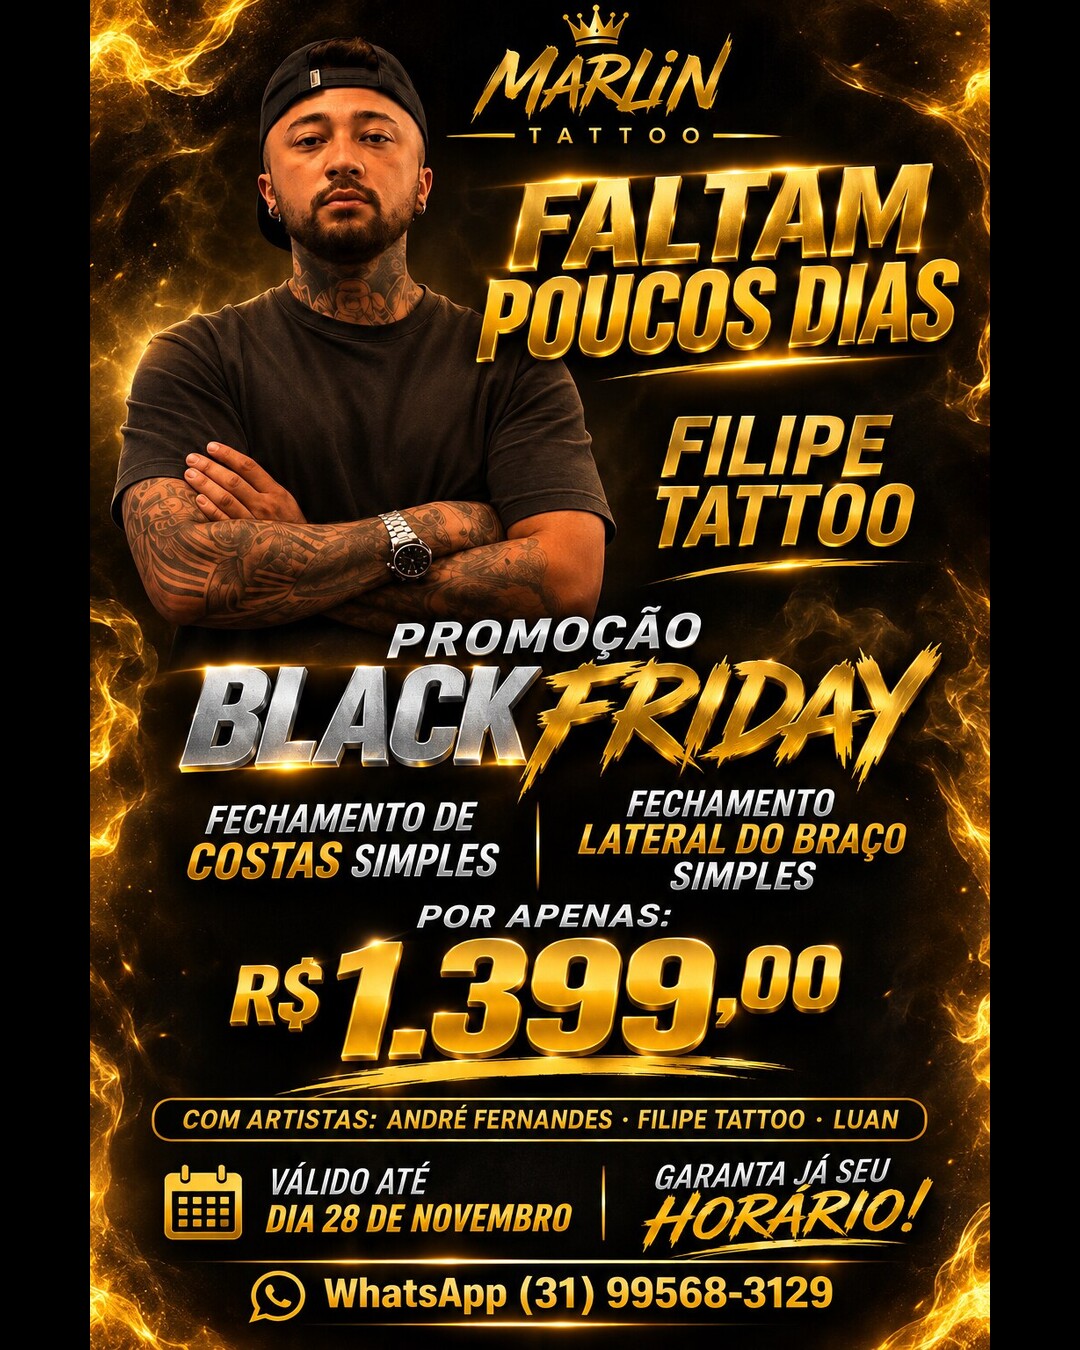 MARLiN
TATTOO
FALTAM
POUCOS DIAS
FILIPE
TATTOO
PROMOÇÃO
BLACK FRIDAY
FECHAMENTO DE
COSTAS SIMPLES
FECHAMENTO
LATERAL DO BRAÇO
SIMPLES
POR APENAS:
R$ 1.399,00
COM ARTISTAS: ANDRÉ FERNANDES · FILIPE TATTOO · LUAN
VÁLIDO ATÉ
DIA 28 DE NOVEMBRO
GARANTA JÁ SEU
HORÁRIO!
WhatsApp (31) 99568-3129